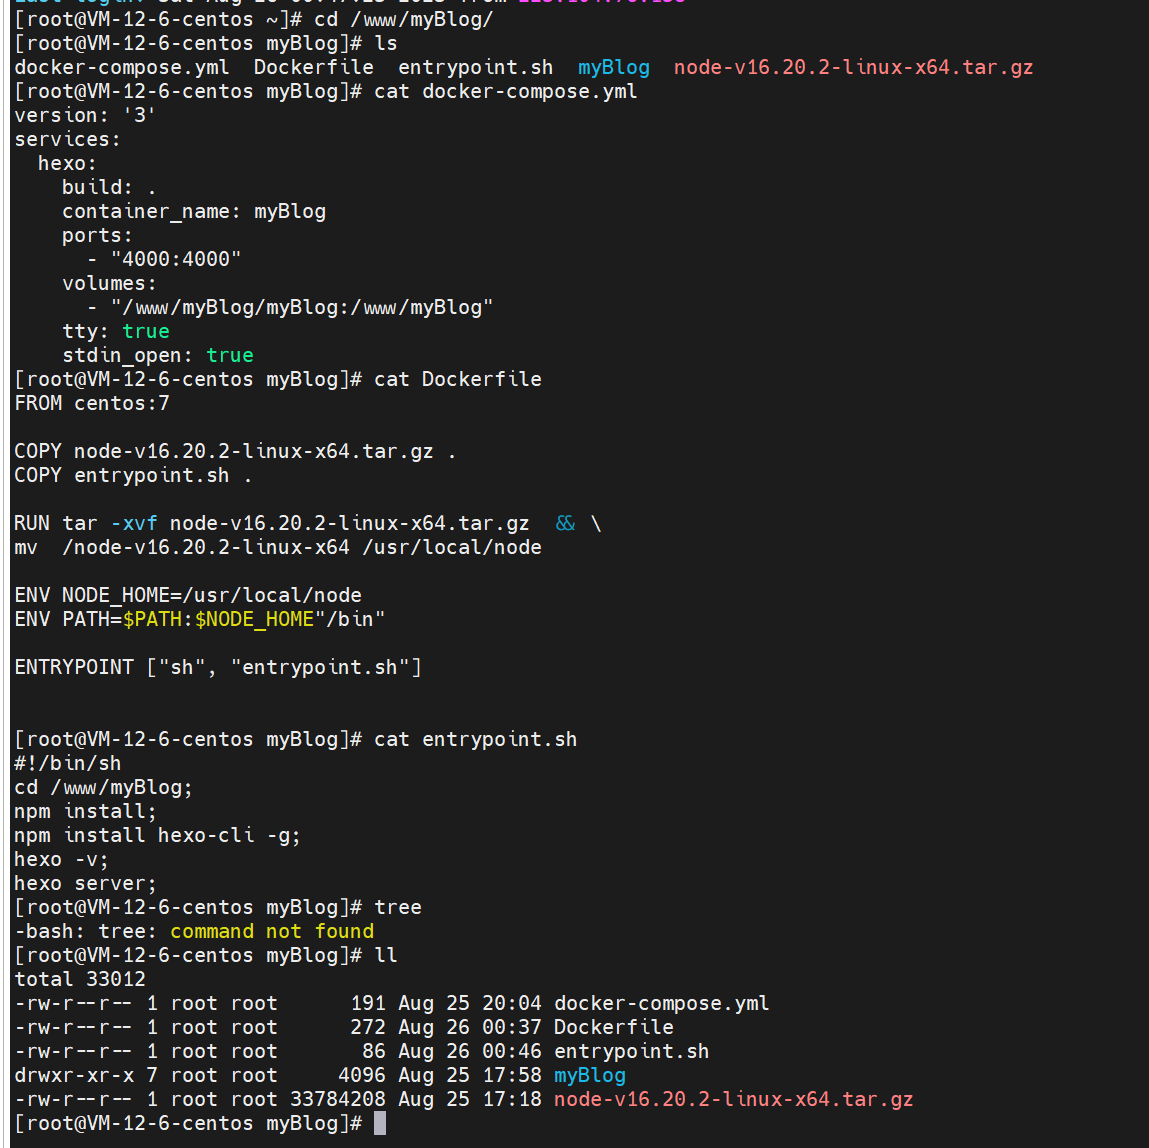 [root@VM-12-6-centos ~]# cd /www/myBlog/
[root@VM-12-6-centos myBlog]# ls
docker-compose.yml  Dockerfile  entrypoint.sh  myBlog  node-v16.20.2-linux-x64.tar.gz
[root@VM-12-6-centos myBlog]# cat docker-compose.yml
version: '3'
services:
  hexo:
    build: .
    container_name: myBlog
    ports:
      - "4000:4000"
    volumes:
      - "/www/myBlog/myBlog:/www/myBlog"
    tty: true
    stdin_open: true
[root@VM-12-6-centos myBlog]# cat Dockerfile
FROM centos:7
COPY node-v16.20.2-linux-x64.tar.gz .
COPY entrypoint.sh .
RUN tar -xvf node-v16.20.2-linux-x64.tar.gz  && \
mv  /node-v16.20.2-linux-x64 /usr/local/node
ENV NODE_HOME=/usr/local/node
ENV PATH=$PATH:$NODE_HOME"/bin"
ENTRYPOINT ["sh", "entrypoint.sh"]
[root@VM-12-6-centos myBlog]# cat entrypoint.sh
#!/bin/sh
cd /www/myBlog;
npm install;
npm install hexo-cli -g;
hexo -v;
hexo server;
[root@VM-12-6-centos myBlog]# tree
-bash: tree: command not found
[root@VM-12-6-centos myBlog]# ll
total 33012
-rw-r--r-- 1 root root      191 Aug 25 20:04 docker-compose.yml
-rw-r--r-- 1 root root      272 Aug 26 00:37 Dockerfile
-rw-r--r-- 1 root root       86 Aug 26 00:46 entrypoint.sh
drwxr-xr-x 7 root root     4096 Aug 25 17:58 myBlog
-rw-r--r-- 1 root root 33784208 Aug 25 17:18 node-v16.20.2-linux-x64.tar.gz
[root@VM-12-6-centos myBlog]#